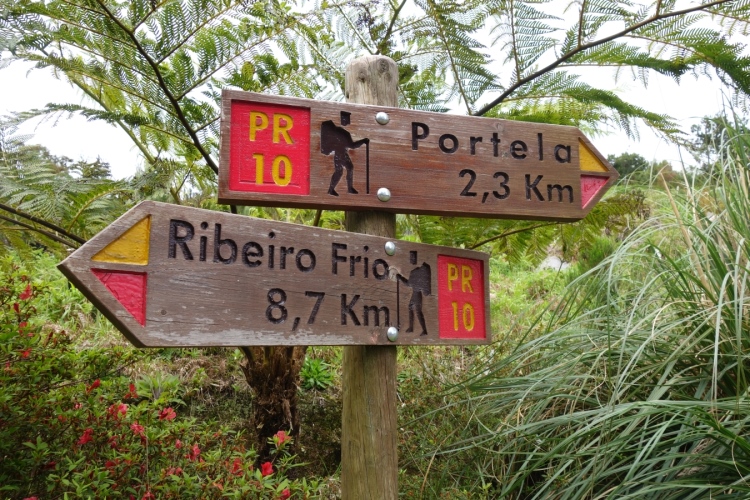 PR
10
Portela
2,3 Km
Ribeiro Frio
8,7 Km
PR
10